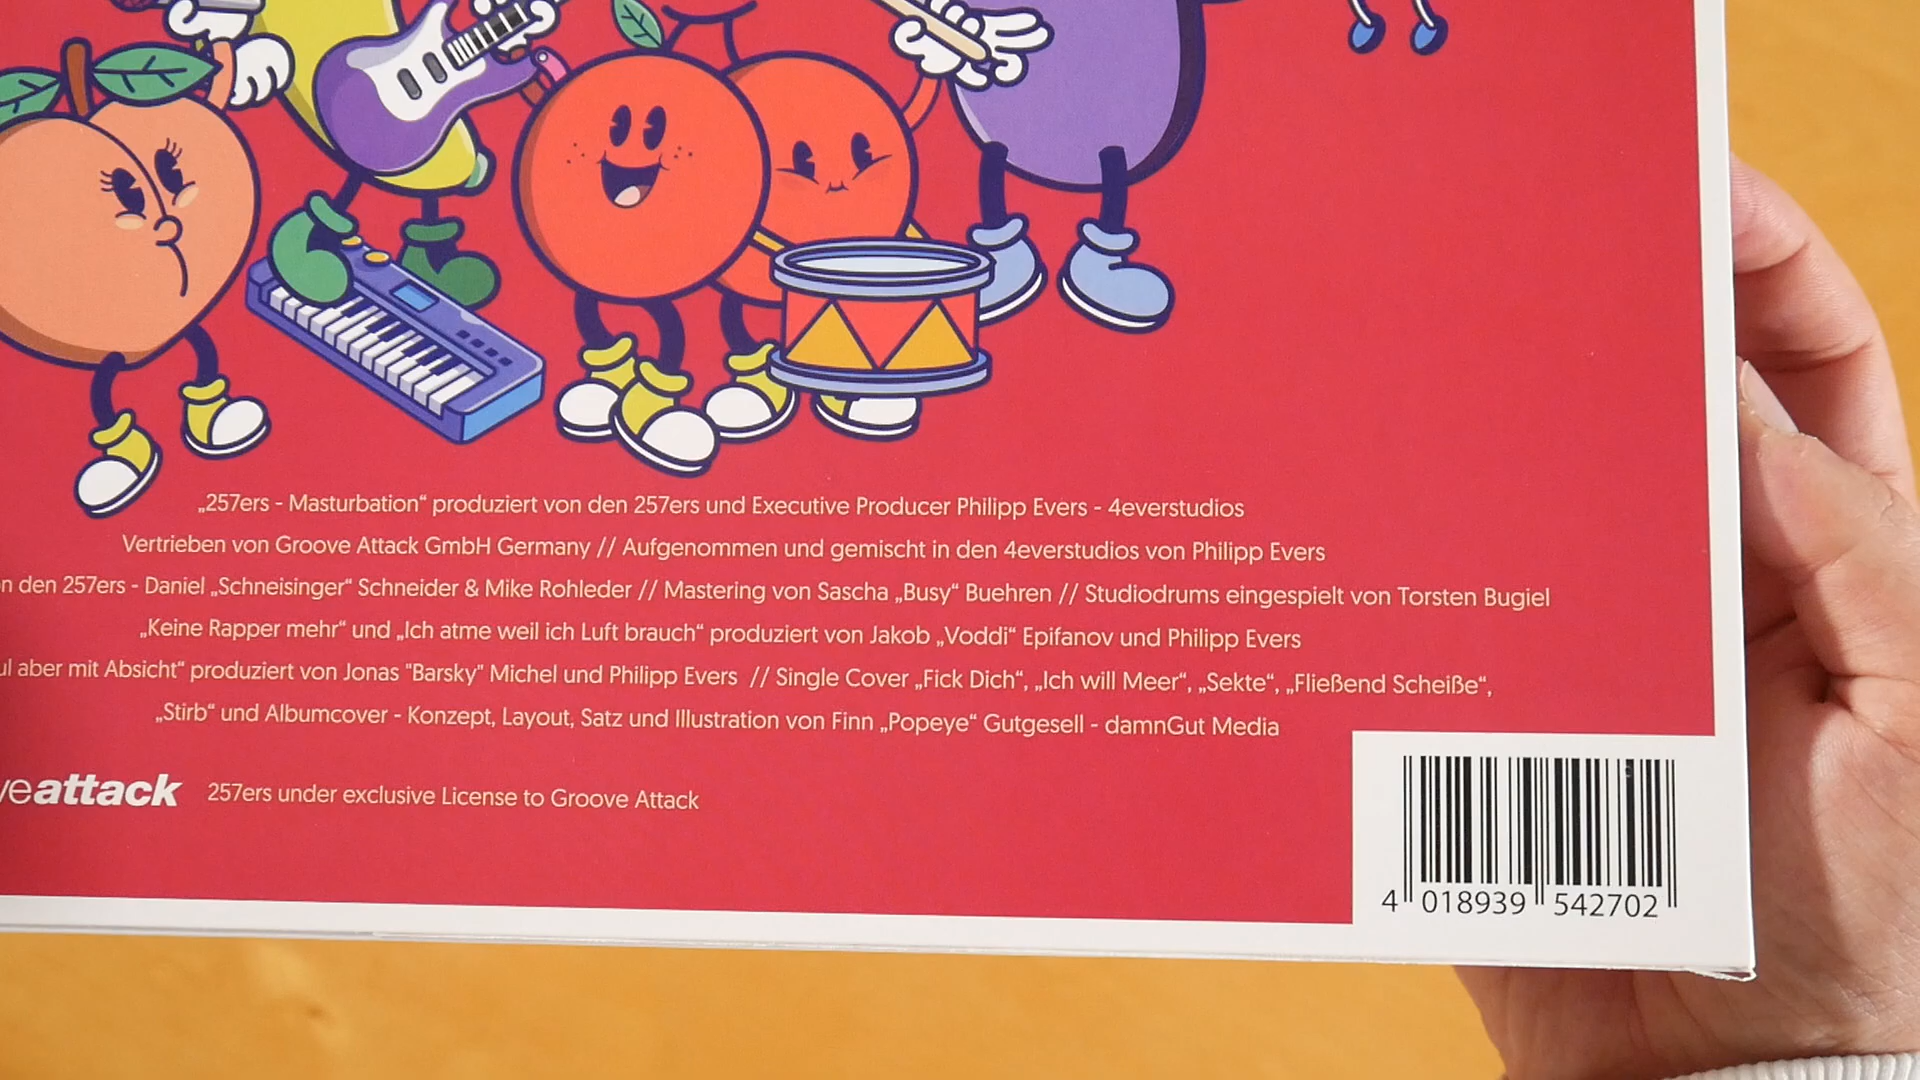 „257ers - Masturbation“ produziert von den 257ers und Executive Producer Philipp Evers - 4everstudios
Vertrieben von Groove Attack GmbH Germany // Aufgenommen und gemischt in den 4everstudios von Philipp Evers
den 257ers - Daniel „Schneisinger“ Schneider & Mike Rohleder // Mastering von Sascha „Busy“ Buehren // Studiodrums eingespielt von Torsten Bugiel
„Keine Rapper mehr“ und „Ich atme weil ich Luft brauch“ produziert von Jakob „Voddi“ Epifanov und Philipp Evers
aber mit Absicht“ produziert von Jonas "Barsky" Michel und Philipp Evers // Single Cover „Fick Dich“, „Ich will Meer“, „Sekte“, „Fließend Scheiße“,
„Stirb“ und Albumcover - Konzept, Layout, Satz und Illustration von Finn „Popeye“ Gutgesell - damnGut Media
attack 257ers under exclusive License to Groove Attack
4 018939 542702